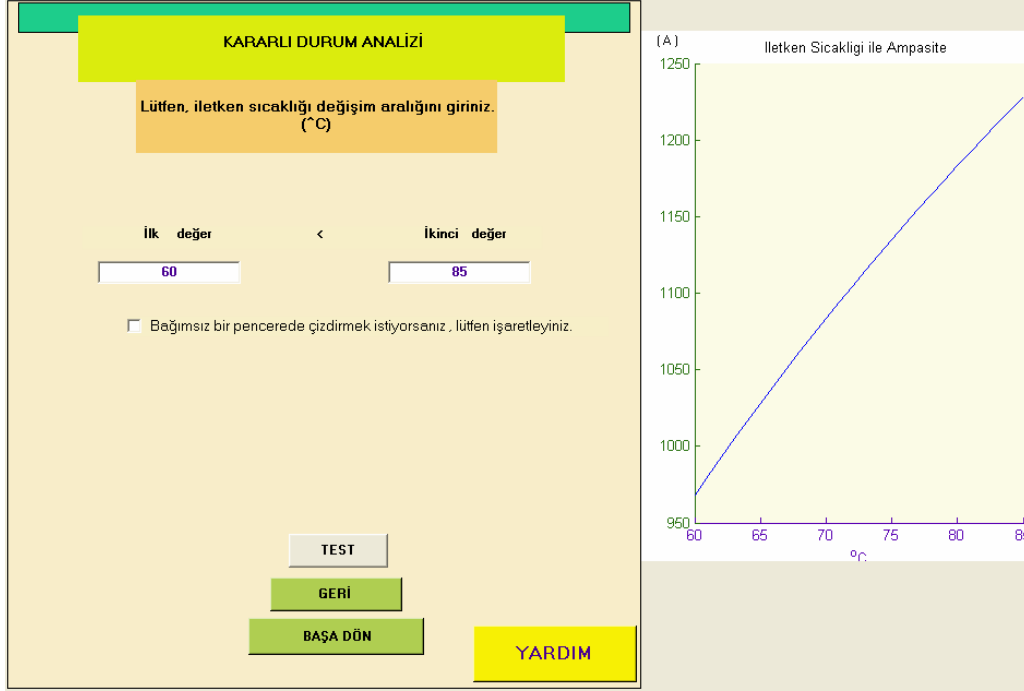 KARARLI DURUM ANALİZİ
Lütfen, iletken sıcaklığı değişim aralığını giriniz.
(^C)
İlk değer < İkinci değer
60 85
Bağımsız bir pencerede çizdirmek istiyorsanız , lütfen işaretleyiniz.
TEST
GERİ
BAŞA DÖN
YARDIM
(A) Iletken Sicakligi ile Ampasite
1250
1200
1150
1100
1050
1000
950
60 65 70 75 80
°C